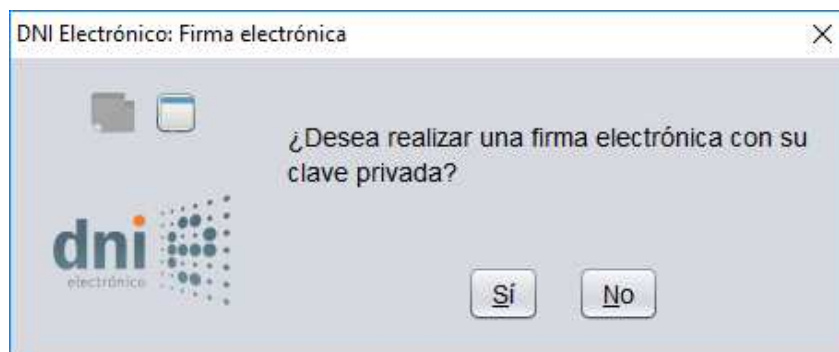 DNI Electrónico: Firma electrónica
¿Desea realizar una firma electrónica con su
clave privada?
dni
electrónico
Sí
No